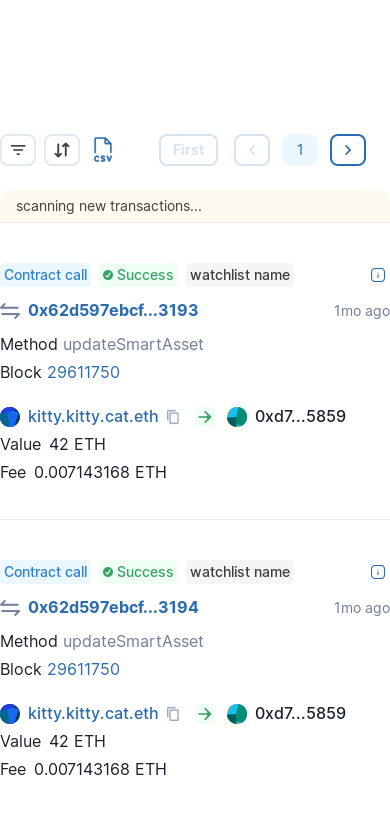 CSV
First
1
scanning new transactions...
Contract call Success watchlist name
0x62d597ebcf...3193 1mo ago
Method updateSmartAsset
Block 29611750
kitty.kitty.cat.eth 0xd7...5859
Value 42 ETH
Fee 0.007143168 ETH
Contract call Success watchlist name
0x62d597ebcf...3194 1mo ago
Method updateSmartAsset
Block 29611750
kitty.kitty.cat.eth 0xd7...5859
Value 42 ETH
Fee 0.007143168 ETH